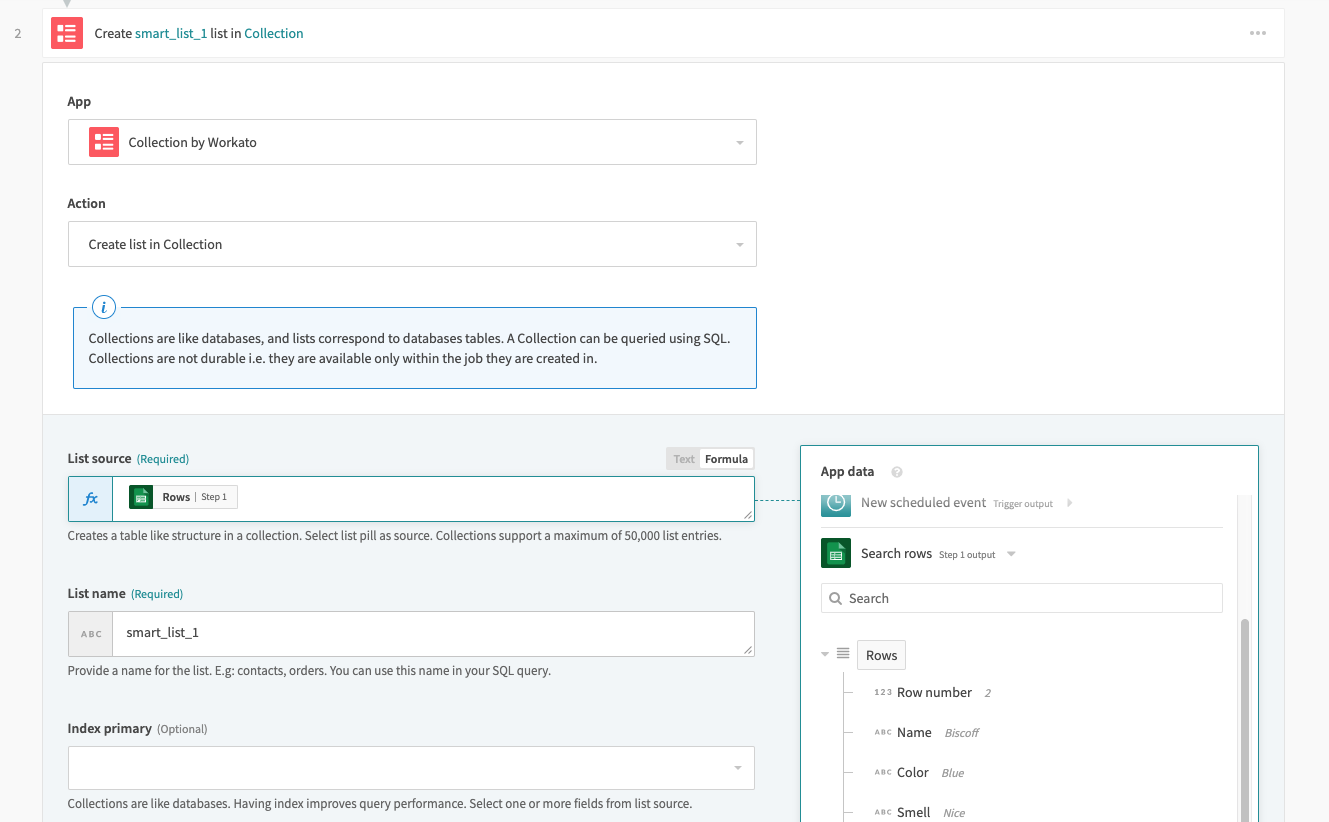 2
Create smart_list_1 list in Collection
App
Collection by Workato
Action
Create list in Collection
i
Collections are like databases, and lists correspond to databases tables. A Collection can be queried using SQL.
Collections are not durable i.e. they are available only within the job they are created in.
List source (Required)
Text Formula
fx Rows | Step 1
Creates a table like structure in a collection. Select list pill as source. Collections support a maximum of 50,000 list entries.
List name (Required)
ABC smart_list_1
Provide a name for the list. E.g: contacts, orders. You can use this name in your SQL query.
Index primary (Optional)
Collections are like databases. Having index improves query performance. Select one or more fields from list source.
App data ?
New scheduled event Trigger output
Search rows Step 1 output
Search
Rows
123 Row number 2
ABC Name Biscoff
ABC Color Blue
ABC Smell Nice